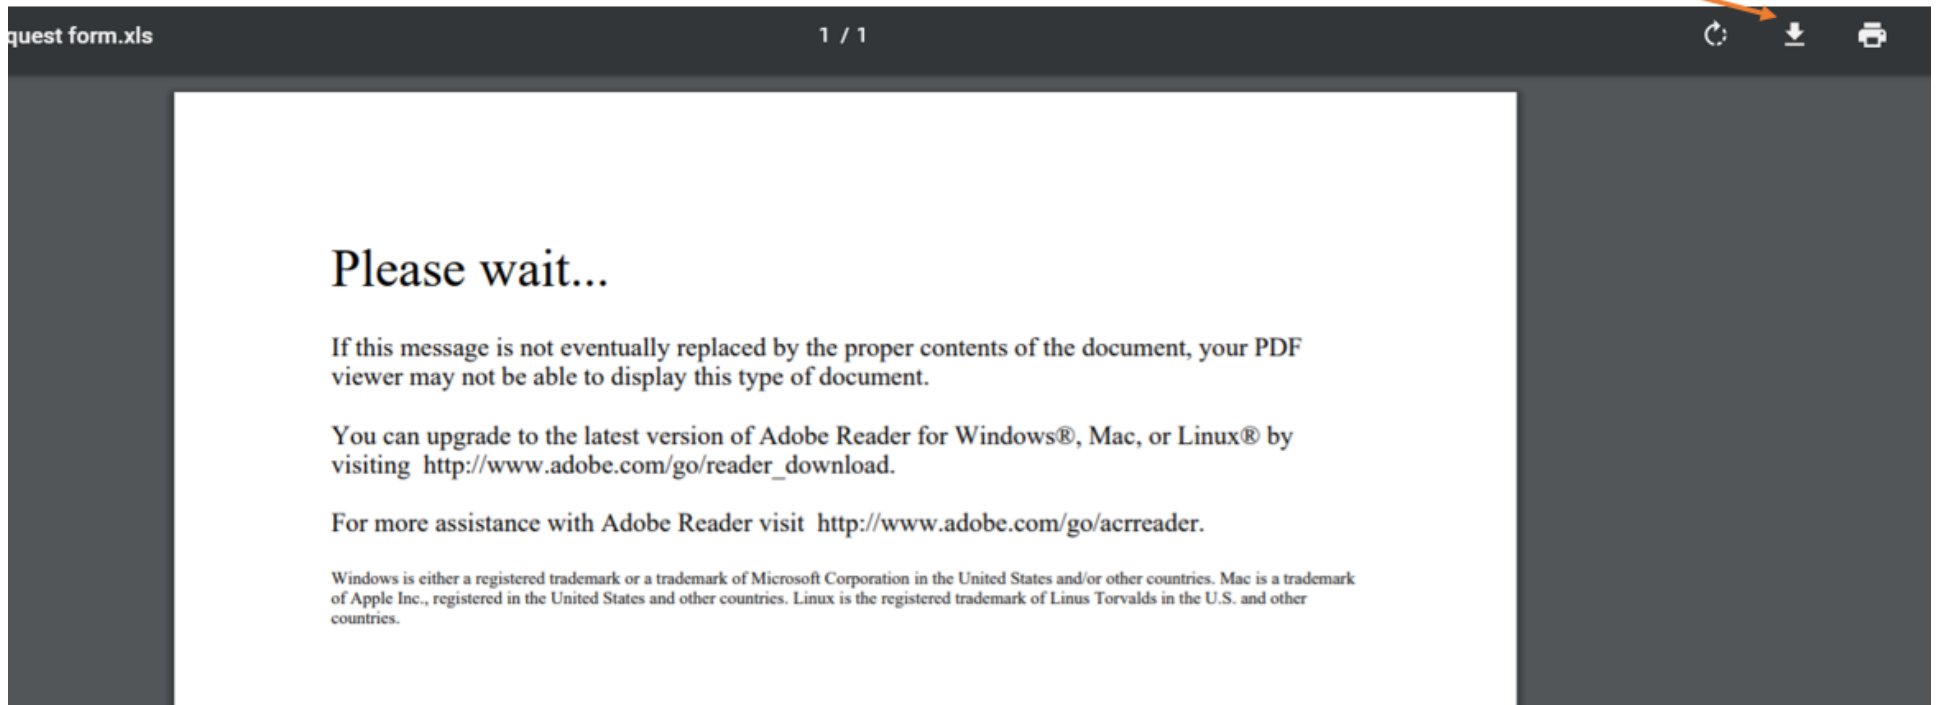 quest form.xls
1 / 1
Please wait...
If this message is not eventually replaced by the proper contents of the document, your PDF
viewer may not be able to display this type of document.
You can upgrade to the latest version of Adobe Reader for Windows®, Mac, or Linux® by
visiting  http://www.adobe.com/go/reader_download.
For more assistance with Adobe Reader visit  http://www.adobe.com/go/acrreader.
Windows is either a registered trademark or a trademark of Microsoft Corporation in the United States and/or other countries. Mac is a trademark
of Apple Inc., registered in the United States and other countries. Linux is the registered trademark of Linus Torvalds in the U.S. and other
countries.